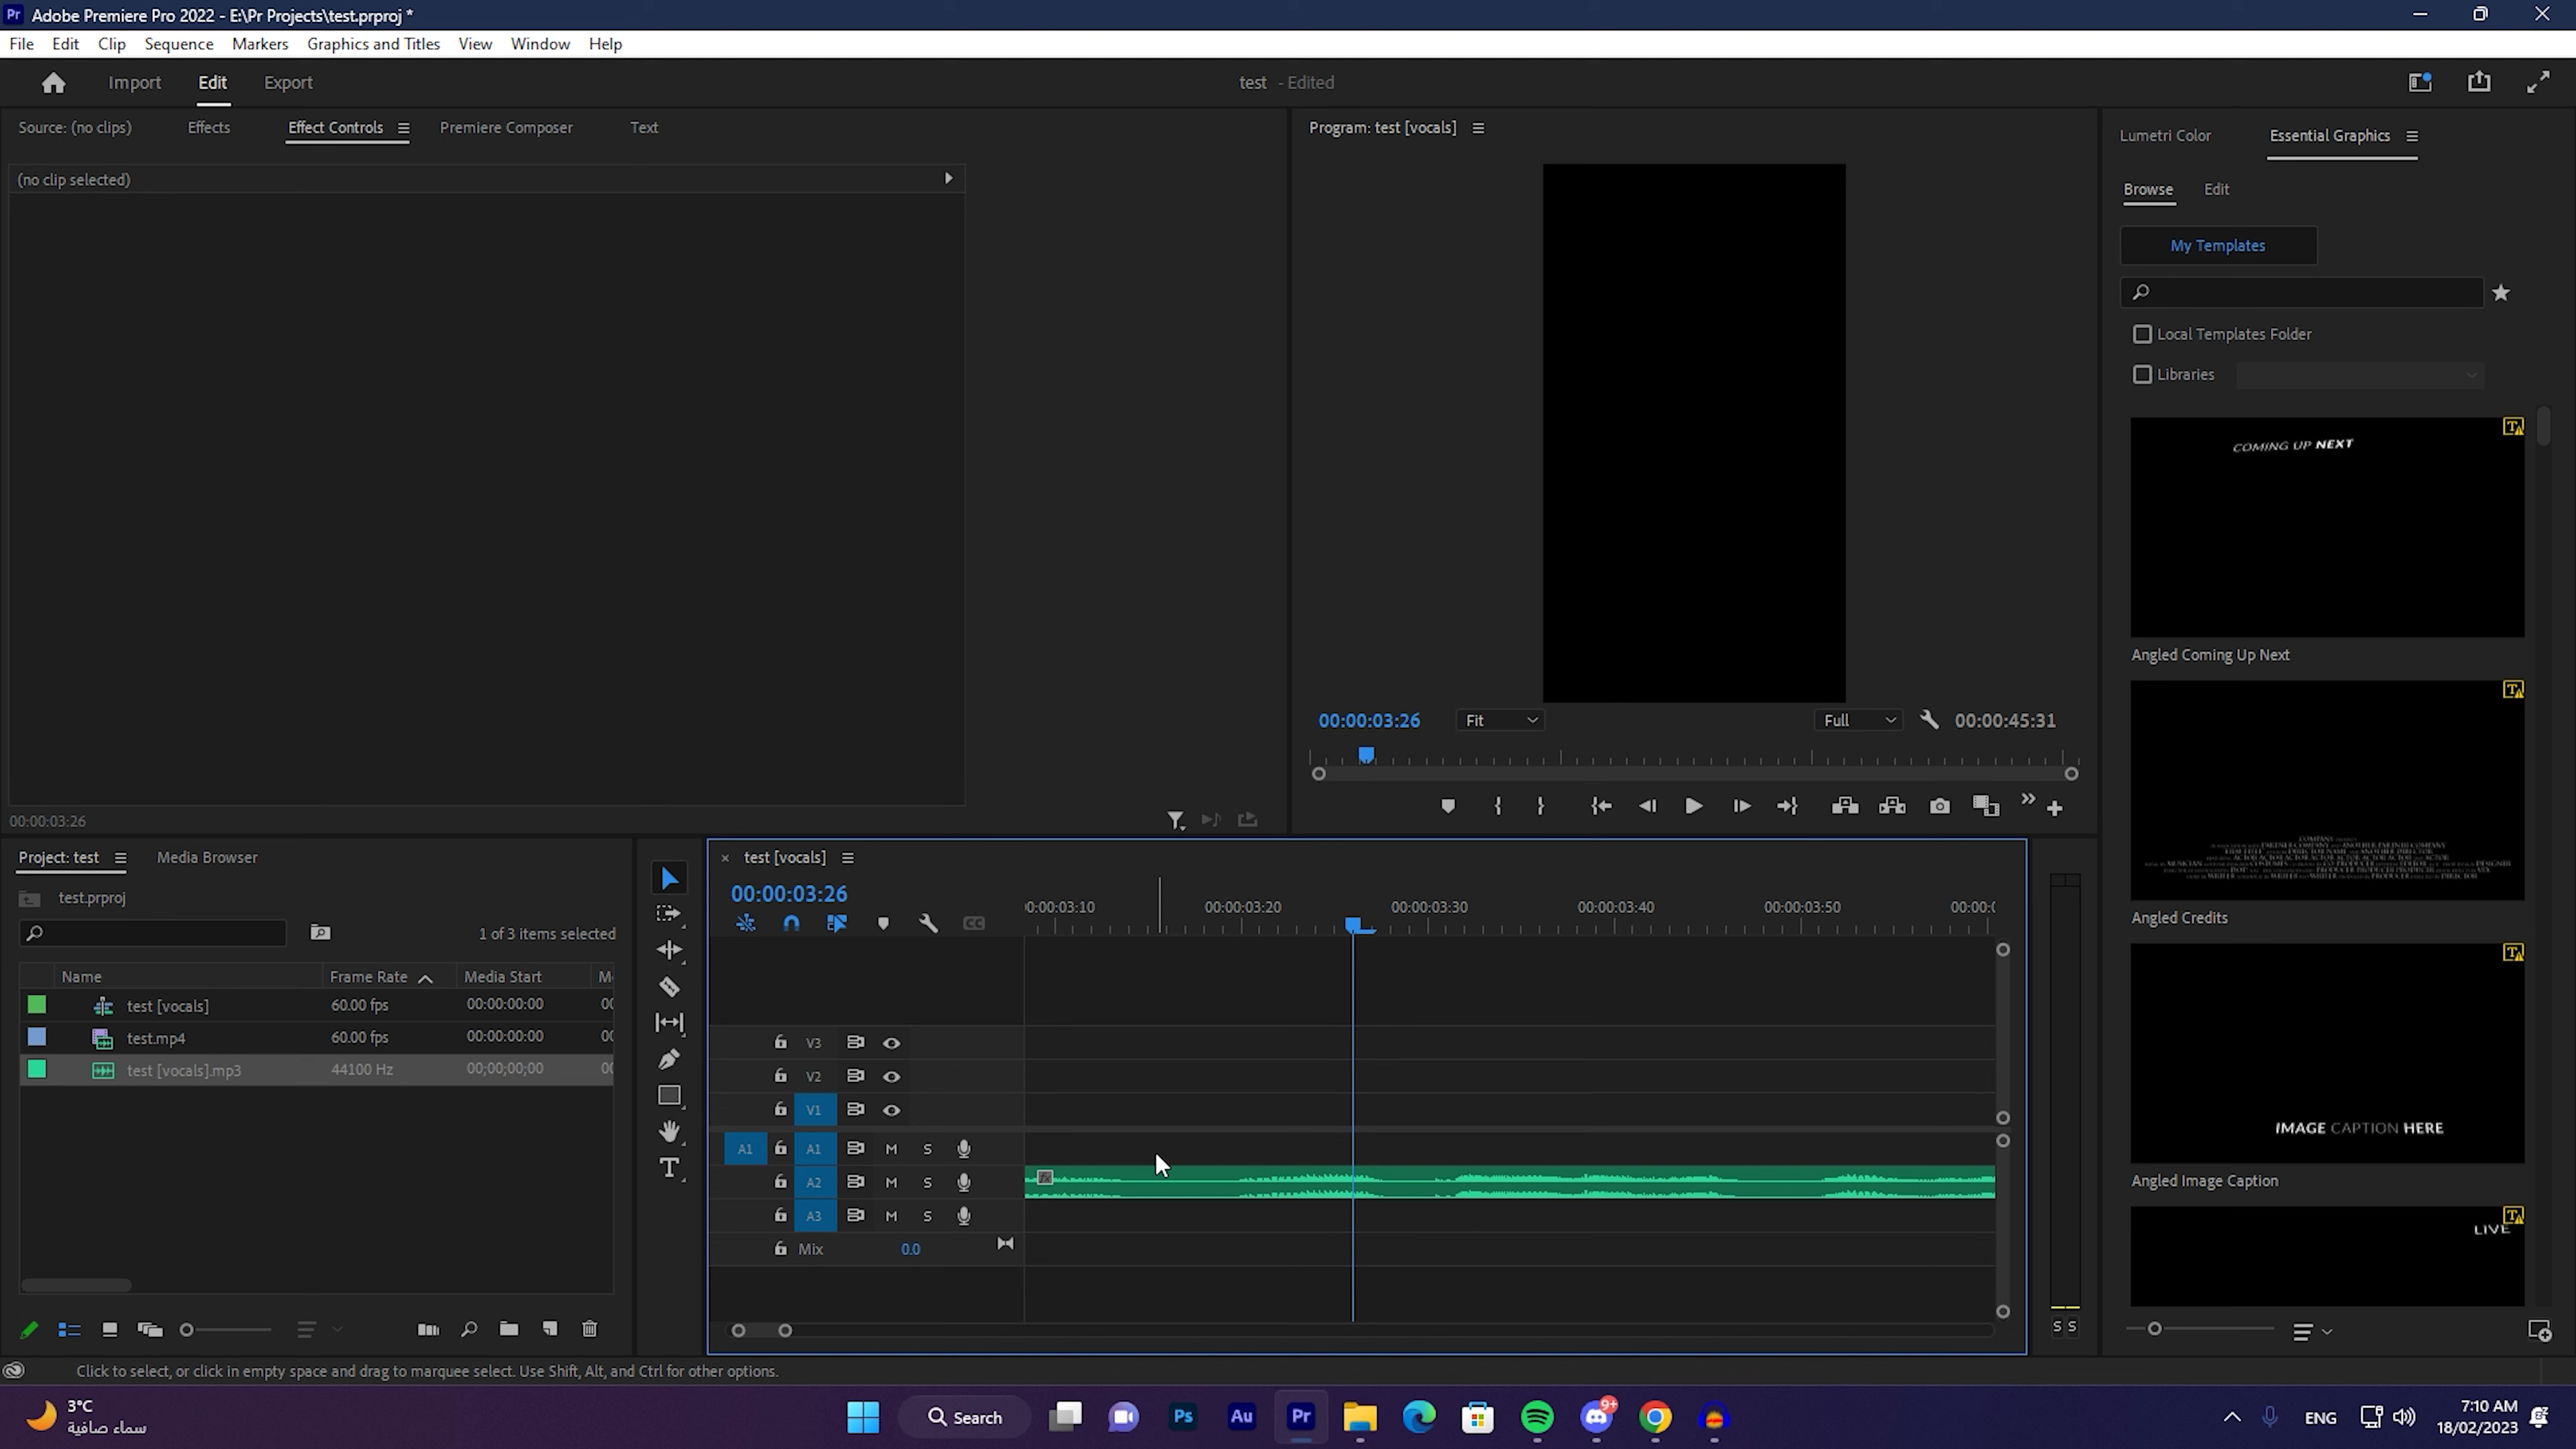 Pr Adobe Premiere Pro 2022 - E:\Pr Projects\test.prproj *
File Edit Clip Sequence Markers Graphics and Titles View Window Help
Import Edit Export
test - Edited
Source: (no clips) Effects Effect Controls Premiere Composer Text
(no clip selected)
00:00:03:26
Program: test [vocals]
00:00:03:26 Fit Full 00:00:45:31
Lumetri Color Essential Graphics
Browse Edit
My Templates
Local Templates Folder
Libraries
COMING UP NEXT
Angled Coming Up Next
Angled Credits
IMAGE CAPTION HERE
Angled Image Caption
LIVE
Project: test Media Browser
test.prproj
1 of 3 items selected
Name Frame Rate Media Start
test [vocals] 60.00 fps 00:00:00:00
test.mp4 60.00 fps 00:00:00:00
test [vocals].mp3 44100 Hz 00;00;00;00
test [vocals]
00:00:03:26
00:00:03:10 00:00:03:20 00:00:03:30 00:00:03:40 00:00:03:50
V3
V2
V1
A1 A1 M S
A2 M S
A3 M S
Mix 0.0
S S
Click to select, or click in empty space and drag to marquee select. Use Shift, Alt, and Ctrl for other options.
3°C
سماء صافية
Search
Ps Au Pr
9+
ENG
7:10 AM
18/02/2023